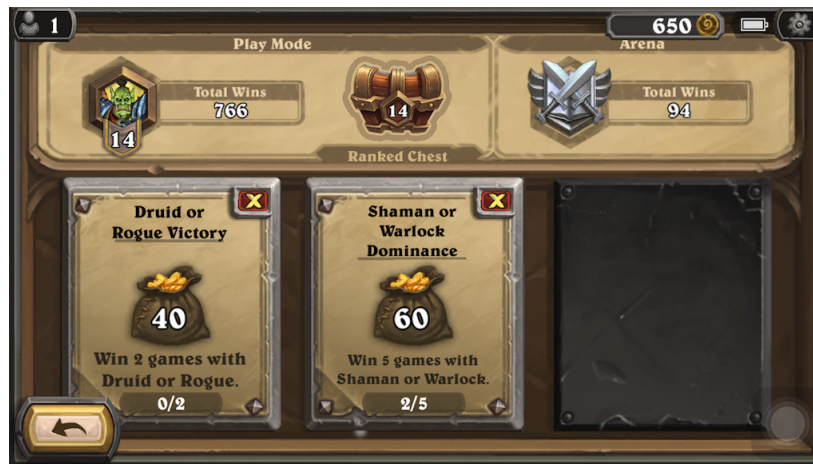 1
650
Play Mode
Arena
Total Wins
766
14
14
Total Wins
94
Ranked Chest
X
Druid or
Rogue Victory
40
Win 2 games with
Druid or Rogue.
0/2
X
Shaman or
Warlock
Dominance
60
Win 5 games with
Shaman or Warlock.
2/5